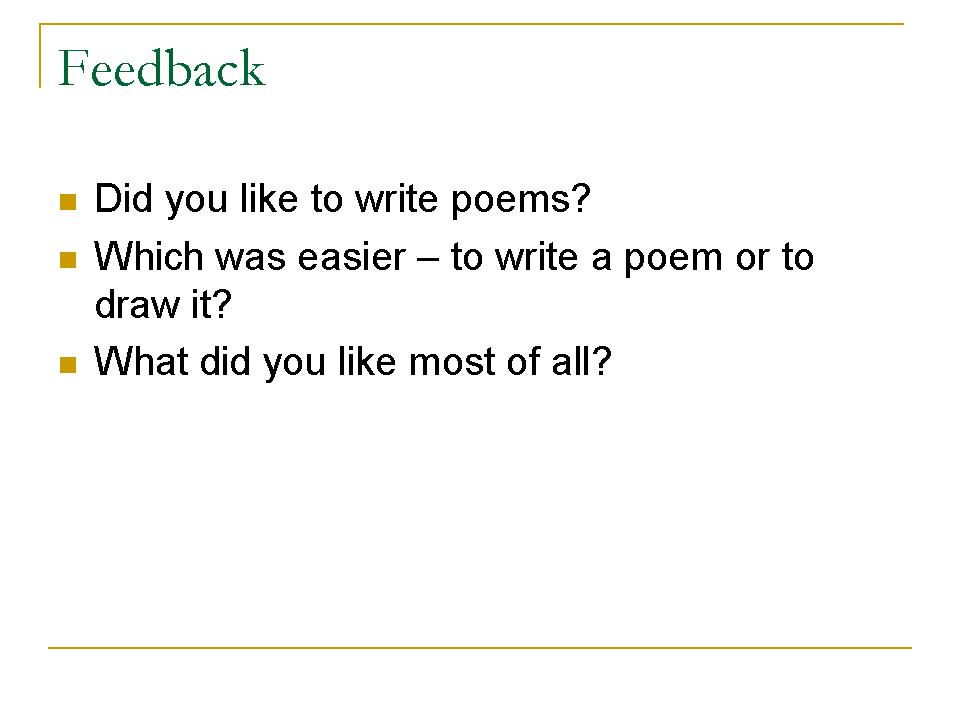 Feedback
Did you like to write poems?
Which was easier – to write a poem or to
draw it?
What did you like most of all?